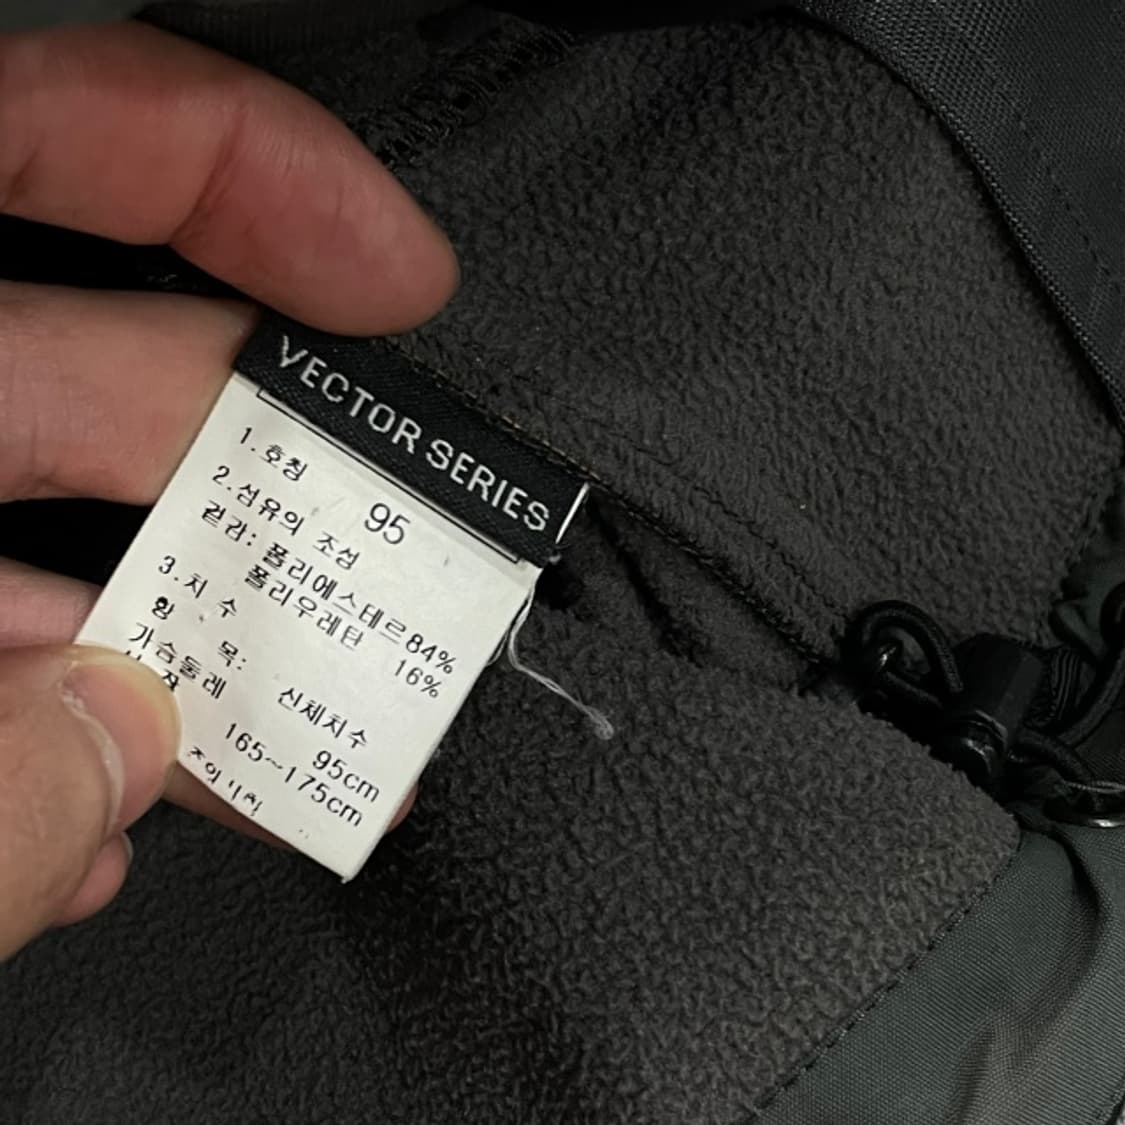 VECTOR SERIES
1.호칭 95
2.섬유의 조성
겉감: 폴리에스테르84%
폴리우레탄 16%
3.치 수
항 목: 신체치수
가슴둘레 95cm
165~175cm